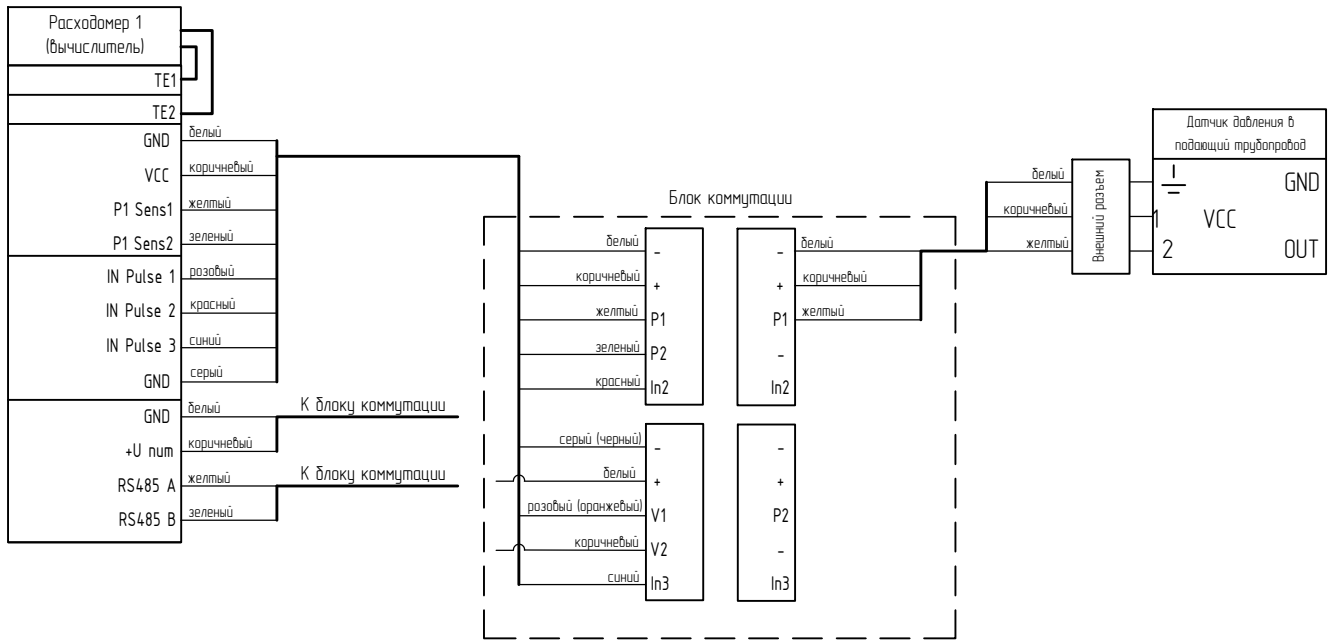 Расходомер 1
(вычислитель)
TE1
TE2
GND
белый
VCC
коричневый
P1 Sens1
желтый
P1 Sens2
зеленый
IN Pulse 1
розовый
IN Pulse 2
красный
IN Pulse 3
синий
GND
серый
GND
белый
+U num
коричневый
RS485 A
желтый
RS485 B
зеленый
К блоку коммутации
К блоку коммутации
Блок коммутации
белый
-
коричневый
+
желтый
P1
зеленый
P2
красный
In2
серый (черный)
-
белый
+
розовый (оранжевый)
V1
коричневый
V2
синий
In3
-
белый
+
коричневый
P1
желтый
-
In2
-
+
P2
-
In3
белый
коричневый
желтый
Внешний разъем
Датчик давления в
подающий трубопровод
GND
1
VCC
2
OUT